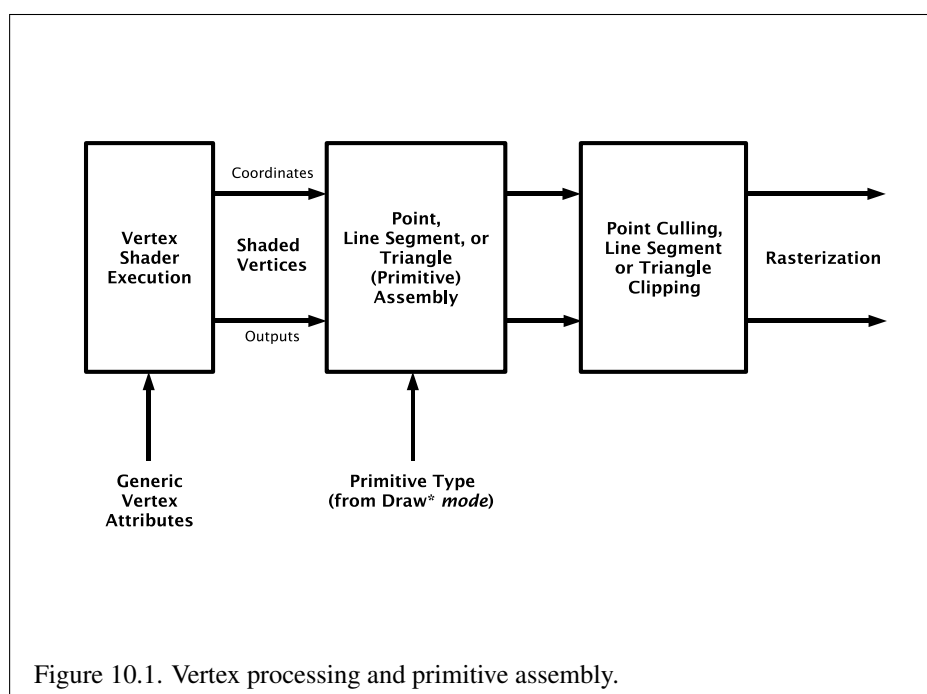 Vertex
Shader
Execution
Coordinates
Shaded
Vertices
Outputs
Point,
Line Segment, or
Triangle
(Primitive)
Assembly
Point Culling,
Line Segment
or Triangle
Clipping
Rasterization
Generic
Vertex
Attributes
Primitive Type
(from Draw* mode)
Figure 10.1. Vertex processing and primitive assembly.